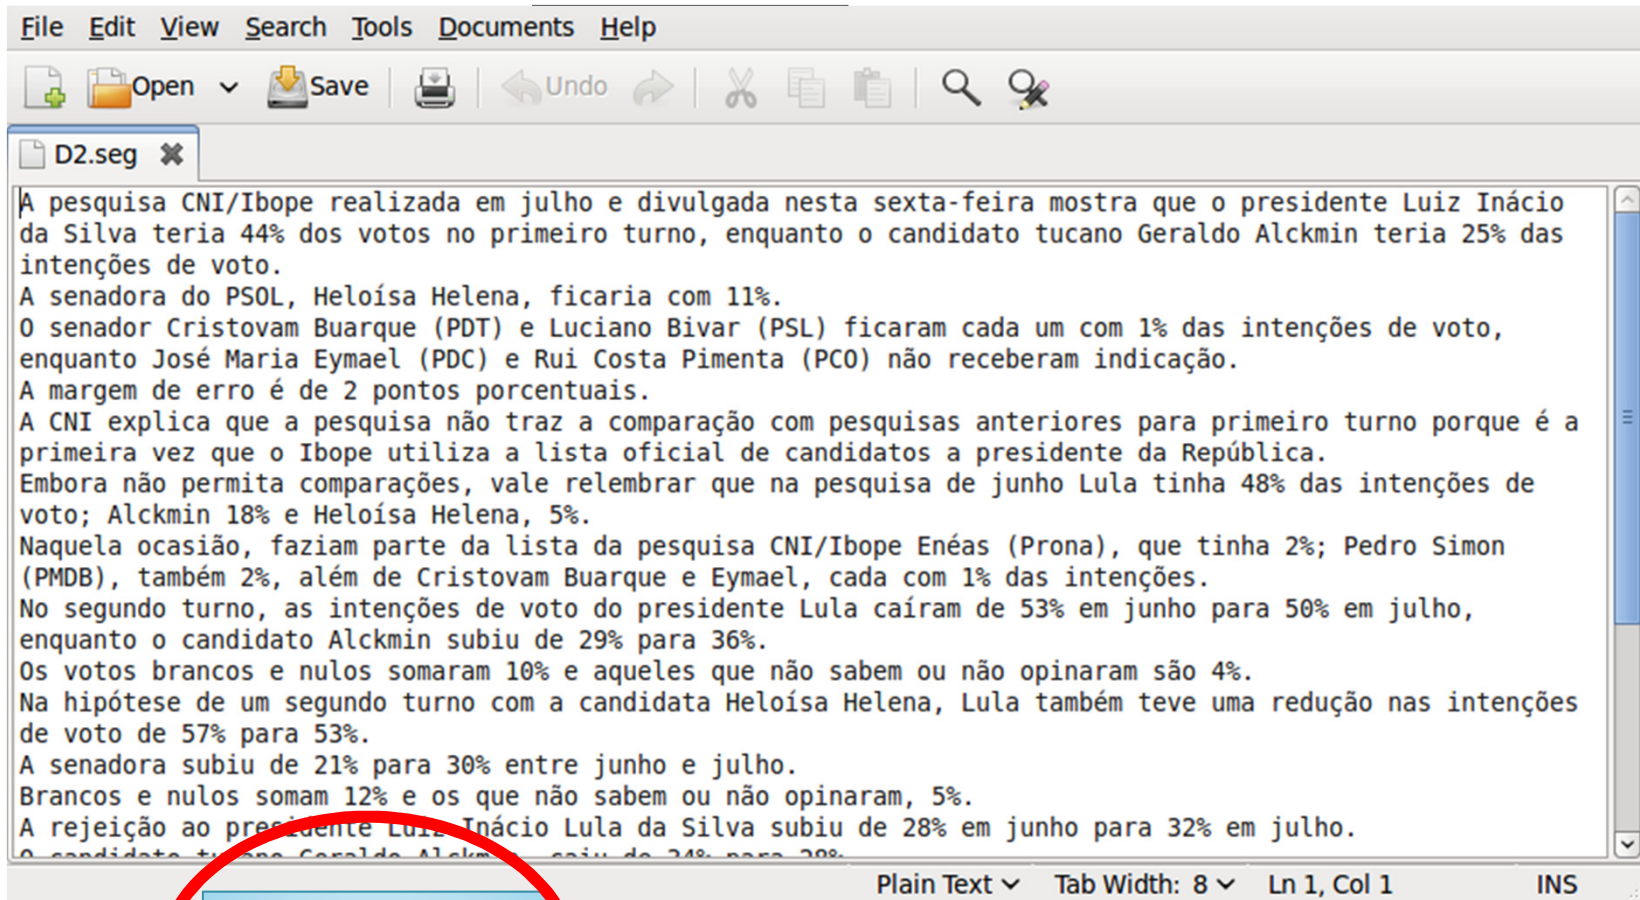 File Edit View Search Tools Documents Help
Open Save Undo
D2.seg
A pesquisa CNI/Ibope realizada em julho e divulgada nesta sexta-feira mostra que o presidente Luiz Inácio
da Silva teria 44% dos votos no primeiro turno, enquanto o candidato tucano Geraldo Alckmin teria 25% das
intenções de voto.
A senadora do PSOL, Heloísa Helena, ficaria com 11%.
O senador Cristovam Buarque (PDT) e Luciano Bivar (PSL) ficaram cada um com 1% das intenções de voto,
enquanto José Maria Eymael (PDC) e Rui Costa Pimenta (PCO) não receberam indicação.
A margem de erro é de 2 pontos porcentuais.
A CNI explica que a pesquisa não traz a comparação com pesquisas anteriores para primeiro turno porque é a
primeira vez que o Ibope utiliza a lista oficial de candidatos a presidente da República.
Embora não permita comparações, vale relembrar que na pesquisa de junho Lula tinha 48% das intenções de
voto; Alckmin 18% e Heloísa Helena, 5%.
Naquela ocasião, faziam parte da lista da pesquisa CNI/Ibope Enéas (Prona), que tinha 2%; Pedro Simon
(PMDB), também 2%, além de Cristovam Buarque e Eymael, cada com 1% das intenções.
No segundo turno, as intenções de voto do presidente Lula caíram de 53% em junho para 50% em julho,
enquanto o candidato Alckmin subiu de 29% para 36%.
Os votos brancos e nulos somaram 10% e aqueles que não sabem ou não opinaram são 4%.
Na hipótese de um segundo turno com a candidata Heloísa Helena, Lula também teve uma redução nas intenções
de voto de 57% para 53%.
A senadora subiu de 21% para 30% entre junho e julho.
Brancos e nulos somam 12% e os que não sabem ou não opinaram, 5%.
A rejeição ao presidente Luiz Inácio Lula da Silva subiu de 28% em junho para 32% em julho.
O candidato tucano Geraldo Alckmin, caiu de 34% para 28%
Plain Text Tab Width: 8 Ln 1, Col 1 INS